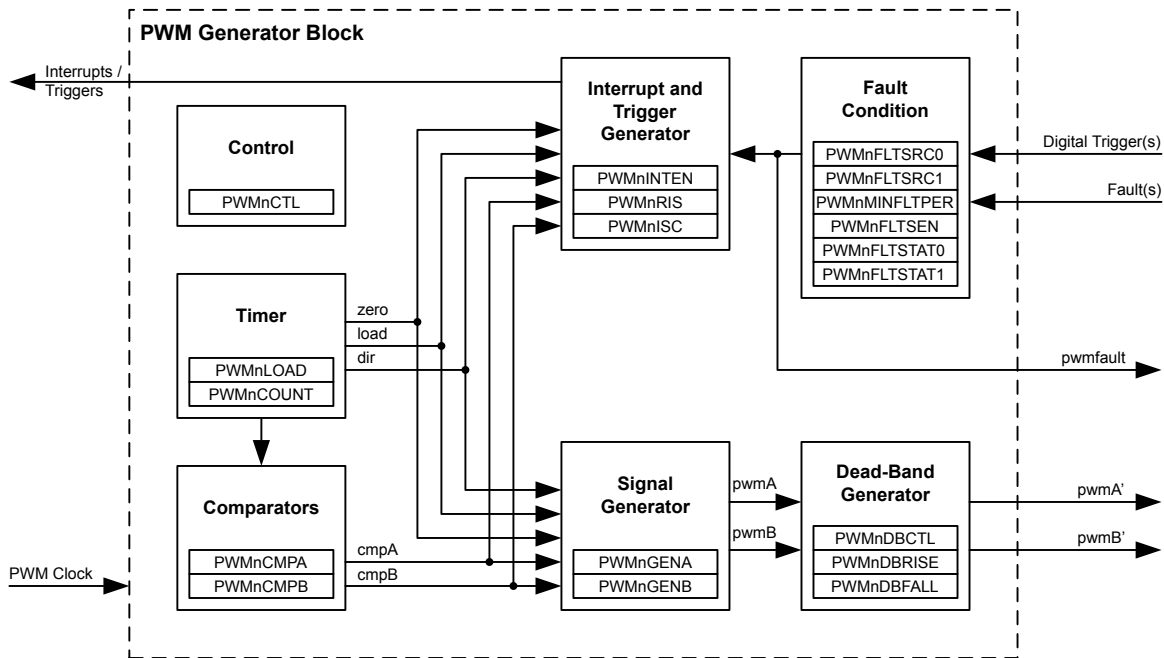 PWM Generator Block
Interrupts /
Triggers
Control
PWMnCTL
Interrupt and
Trigger
Generator
PWMnINTEN
PWMnRIS
PWMnISC
Fault
Condition
PWMnFLTSRC0
PWMnFLTSRC1
PWMnMINFLTPER
PWMnFLTSEN
PWMnFLTSTAT0
PWMnFLTSTAT1
Digital Trigger(s)
Fault(s)
Timer
PWMnLOAD
PWMnCOUNT
zero
load
dir
pwmfault
Comparators
PWMnCMPA
PWMnCMPB
cmpA
cmpB
PWM Clock
Signal
Generator
PWMnGENA
PWMnGENB
pwmA
pwmB
Dead-Band
Generator
PWMnDBCTL
PWMnDBRISE
PWMnDBFALL
pwmA’
pwmB’